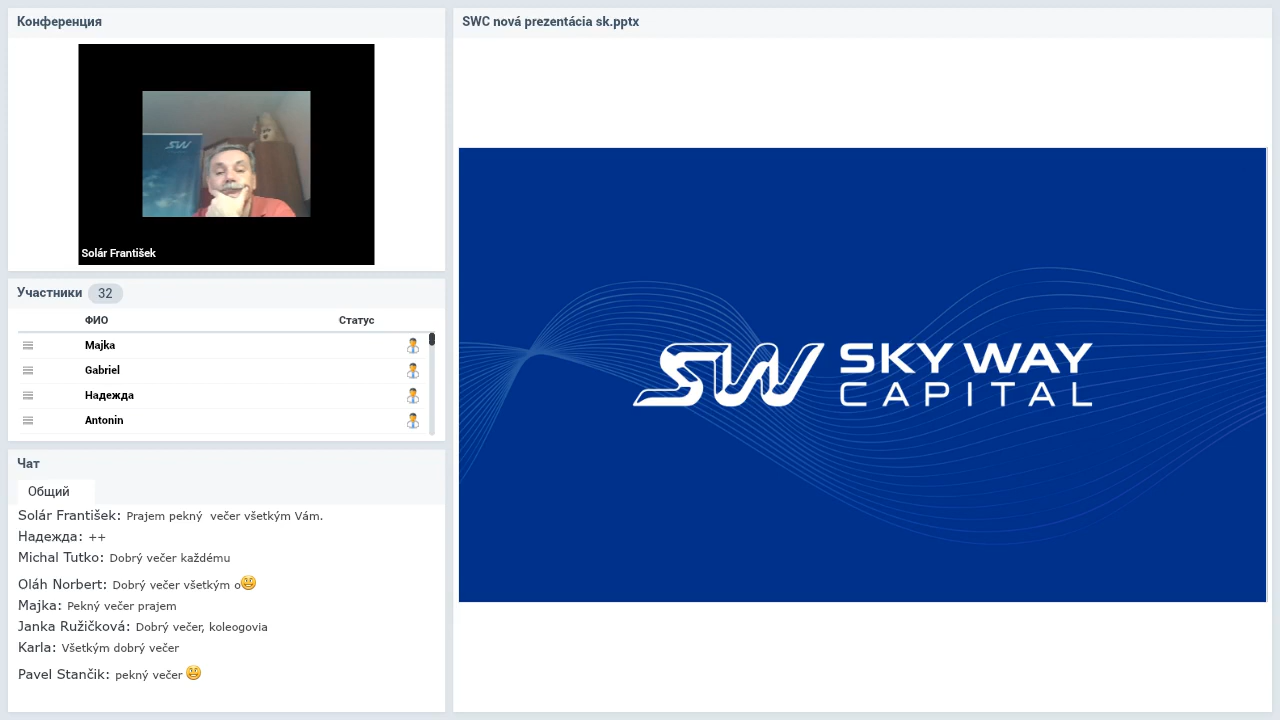 Конференция
SW
Solár František
Участники 32
ФИО Статус
Majka
Gabriel
Надежда
Antonin
Чат
Общий
Solár František: Prajem pekný večer všetkým Vám.
Надежда: ++
Michal Tutko: Dobrý večer každému
Oláh Norbert: Dobrý večer všetkým o
Majka: Pekný večer prajem
Janka Ružičková: Dobrý večer, koleogovia
Karla: Všetkým dobrý večer
Pavel Stančik: pekný večer
SWC nová prezentácia sk.pptx
SW SKY WAY
CAPITAL